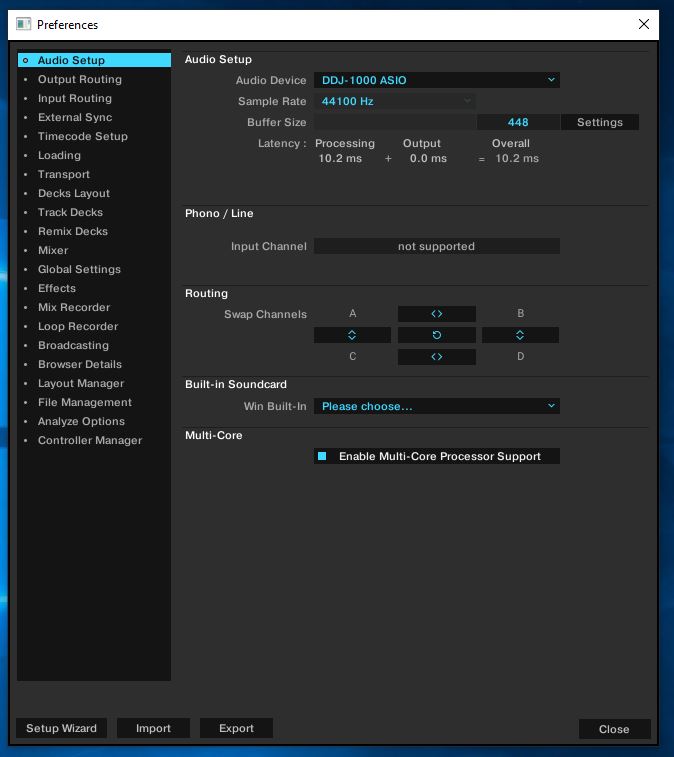 Preferences
Audio Setup
Output Routing
Input Routing
External Sync
Timecode Setup
Loading
Transport
Decks Layout
Track Decks
Remix Decks
Mixer
Global Settings
Effects
Mix Recorder
Loop Recorder
Broadcasting
Browser Details
Layout Manager
File Management
Analyze Options
Controller Manager
Audio Setup
Audio Device DDJ-1000 ASIO
Sample Rate 44100 Hz
Buffer Size 448 Settings
Latency : Processing Output Overall
10.2 ms + 0.0 ms = 10.2 ms
Phono / Line
Input Channel not supported
Routing
Swap Channels A B
C D
Built-in Soundcard
Win Built-In Please choose...
Multi-Core
Enable Multi-Core Processor Support
Setup Wizard Import Export Close